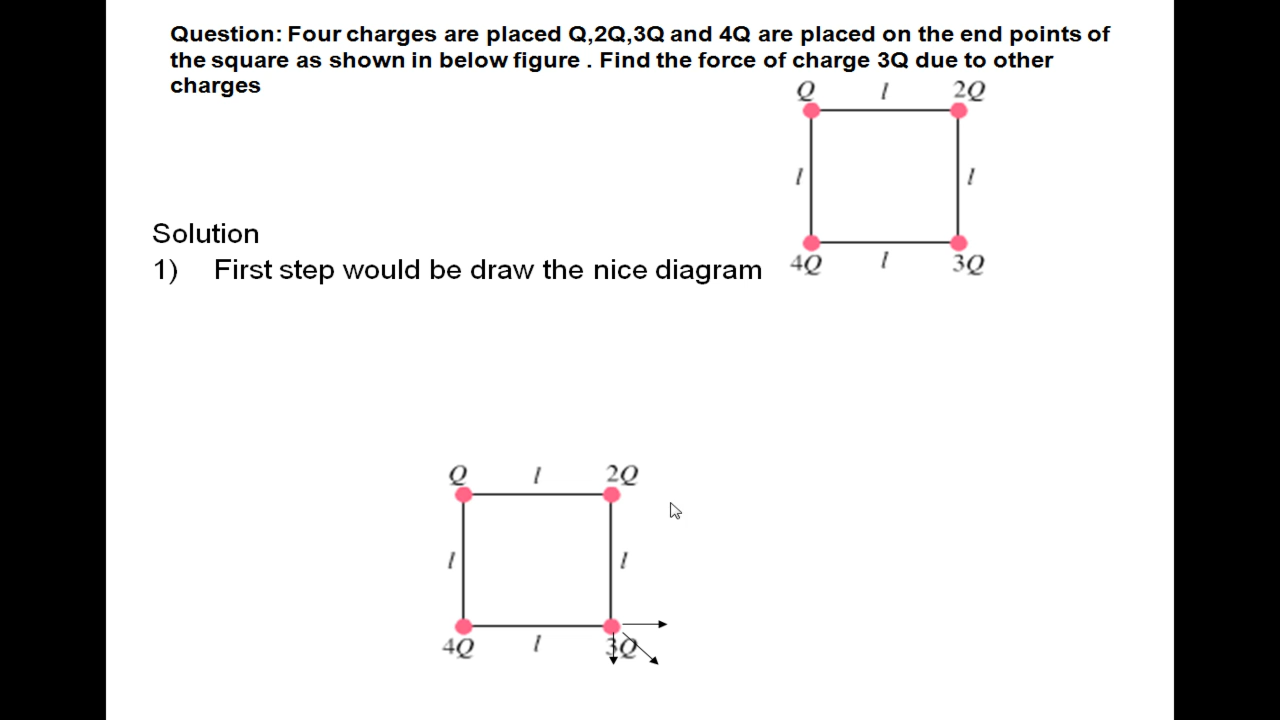 Question: Four charges are placed Q,2Q,3Q and 4Q are placed on the end points of
the square as shown in below figure . Find the force of charge 3Q due to other
charges
Q l 2Q
l l
4Q l 3Q
Solution
1) First step would be draw the nice diagram
Q l 2Q
l l
4Q l 3Q